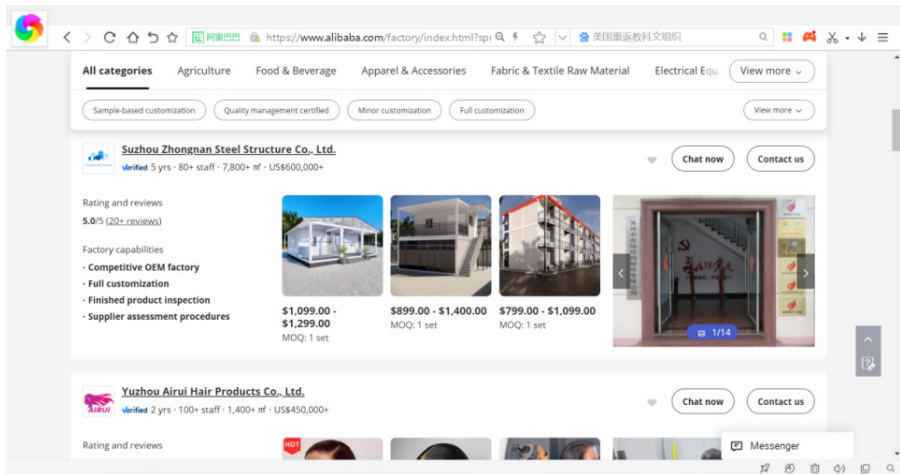 阿里巴巴 https://www.alibaba.com/factory/index.html?spr 美国重返教科文组织
All categories Agriculture Food & Beverage Apparel & Accessories Fabric & Textile Raw Material Electrical Equ View more
Sample-based customization Quality management certified Minor customization Full customization View more
Suzhou Zhongnan Steel Structure Co., Ltd. Chat now Contact us
Verified 5 yrs · 80+ staff · 7,800+ ㎡ · US$600,000+
Rating and reviews
5.0/5 (20+ reviews)
Factory capabilities
· Competitive OEM factory
· Full customization
· Finished product inspection
· Supplier assessment procedures
$1,099.00 -
$1,299.00
MOQ: 1 set
$899.00 - $1,400.00
MOQ: 1 set
$799.00 - $1,099.00
MOQ: 1 set
1/14
Yuzhou Airui Hair Products Co., Ltd. Chat now Contact us
AIRUI
Verified 2 yrs · 100+ staff · 1,400+ ㎡ · US$450,000+
Rating and reviews
HOT
Messenger